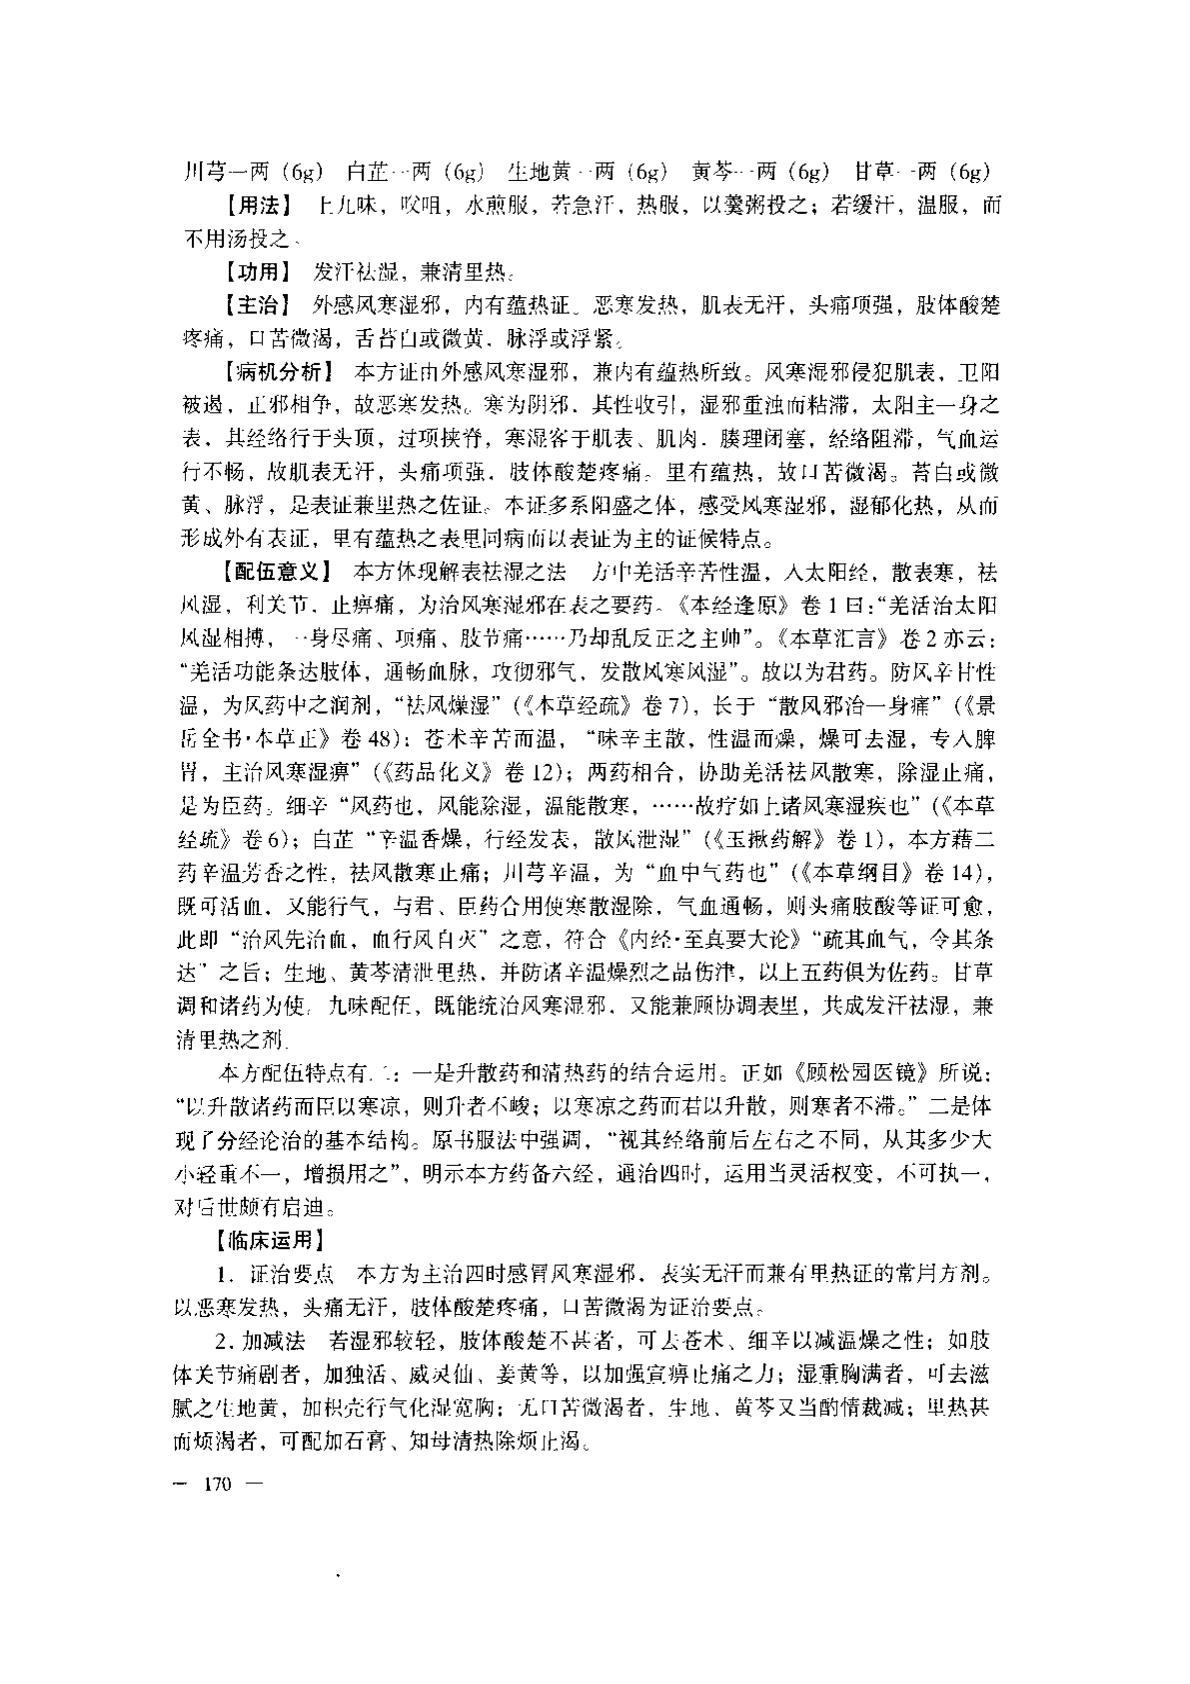 川芎一两（6g） 白芷一两（6g） 生地黄一两（6g） 黄芩一两（6g） 甘草一两（6g）
【用法】 上九味，㕮咀，水煎服，若急汗，热服，以羹粥投之；若缓汗，温服，而
不用汤投之。
【功用】 发汗祛湿，兼清里热。
【主治】 外感风寒湿邪，内有蕴热证。恶寒发热，肌表无汗，头痛项强，肢体酸楚
疼痛，口苦微渴，舌苔白或微黄，脉浮或浮紧。
【病机分析】 本方证由外感风寒湿邪，兼内有蕴热所致。风寒湿邪侵犯肌表，卫阳
被遏，正邪相争，故恶寒发热。寒为阴邪，其性收引，湿邪重浊而粘滞，太阳主一身之
表，其经络行于头顶，过项挟脊，寒湿客于肌表、肌肉，腠理闭塞，经络阻滞，气血运
行不畅，故肌表无汗，头痛项强，肢体酸楚疼痛。里有蕴热，故口苦微渴。苔白或微
黄、脉浮，是表证兼里热之佐证。本证多系阳盛之体，感受风寒湿邪，湿郁化热，从而
形成外有表证，里有蕴热之表里同病而以表证为主的证候特点。
【配伍意义】 本方体现解表祛湿之法 方中羌活辛苦性温，入太阳经，散表寒，祛
风湿，利关节，止痹痛，为治风寒湿邪在表之要药。《本经逢原》卷1曰：“羌活治太阳
风湿相搏，一身尽痛、项痛、肢节痛……乃却乱反正之主帅”。《本草汇言》卷2亦云：
“羌活功能条达肢体，通畅血脉，攻彻邪气，发散风寒风湿”。故以为君药。防风辛甘性
温，为风药中之润剂，“祛风燥湿”（《本草经疏》卷7），长于“散风邪治一身痛”（《景
岳全书·本草正》卷48）；苍术辛苦而温，“味辛主散，性温而燥，燥可去湿，专入脾
胃，主治风寒湿痹”（《药品化义》卷12）；两药相合，协助羌活祛风散寒，除湿止痛，
是为臣药。细辛“风药也，风能除湿，温能散寒，……故疗如上诸风寒湿疾也”（《本草
经疏》卷6）；白芷“辛温香燥，行经发表，散风泄湿”（《玉揪药解》卷1），本方藉二
药辛温芳香之性，祛风散寒止痛；川芎辛温，为“血中气药也”（《本草纲目》卷14），
既可活血，又能行气，与君、臣药合用使寒散湿除，气血通畅，则头痛肢酸等证可愈，
此即“治风先治血，血行风自灭”之意，符合《内经·至真要大论》“疏其血气，令其条
达”之旨；生地、黄芩清泄里热，并防诸辛温燥烈之品伤津，以上五药俱为佐药。甘草
调和诸药为使。九味配伍，既能统治风寒湿邪，又能兼顾协调表里，共成发汗祛湿，兼
清里热之剂。
本方配伍特点有二：一是升散药和清热药的结合运用。正如《顾松园医镜》所说：
“以升散诸药而臣以寒凉，则升者不峻；以寒凉之药而君以升散，则寒者不滞。”二是体
现了分经论治的基本结构。原书服法中强调，“视其经络前后左右之不同，从其多少大
小轻重不一，增损用之”，明示本方药备六经，通治四时，运用当灵活权变，不可执一，
对后世颇有启迪。
【临床运用】
1. 证治要点 本方为主治四时感冒风寒湿邪，表实无汗而兼有里热证的常用方剂。
以恶寒发热，头痛无汗，肢体酸楚疼痛，口苦微渴为证治要点。
2. 加减法 若湿邪较轻，肢体酸楚不甚者，可去苍术、细辛以减温燥之性；如肢
体关节痛剧者，加独活、威灵仙、姜黄等，以加强宣痹止痛之力；湿重胸满者，可去滋
腻之生地黄，加枳壳行气化湿宽胸；无口苦微渴者，生地、黄芩又当酌情裁减；里热甚
而烦渴者，可配加石膏、知母清热除烦止渴。
— 170 —